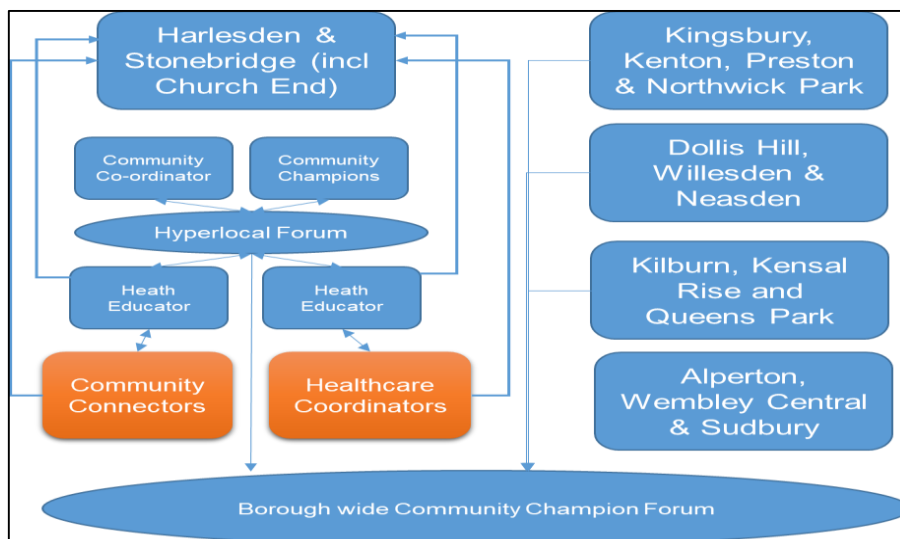 Harlesden &
Stonebridge (incl
Church End)
Kingsbury,
Kenton, Preston
& Northwick Park
Community
Co-ordinator
Community
Champions
Dollis Hill,
Willesden &
Neasden
Hyperlocal Forum
Heath
Educator
Heath
Educator
Kilburn, Kensal
Rise and
Queens Park
Community
Connectors
Healthcare
Coordinators
Alperton,
Wembley Central
& Sudbury
Borough wide Community Champion Forum